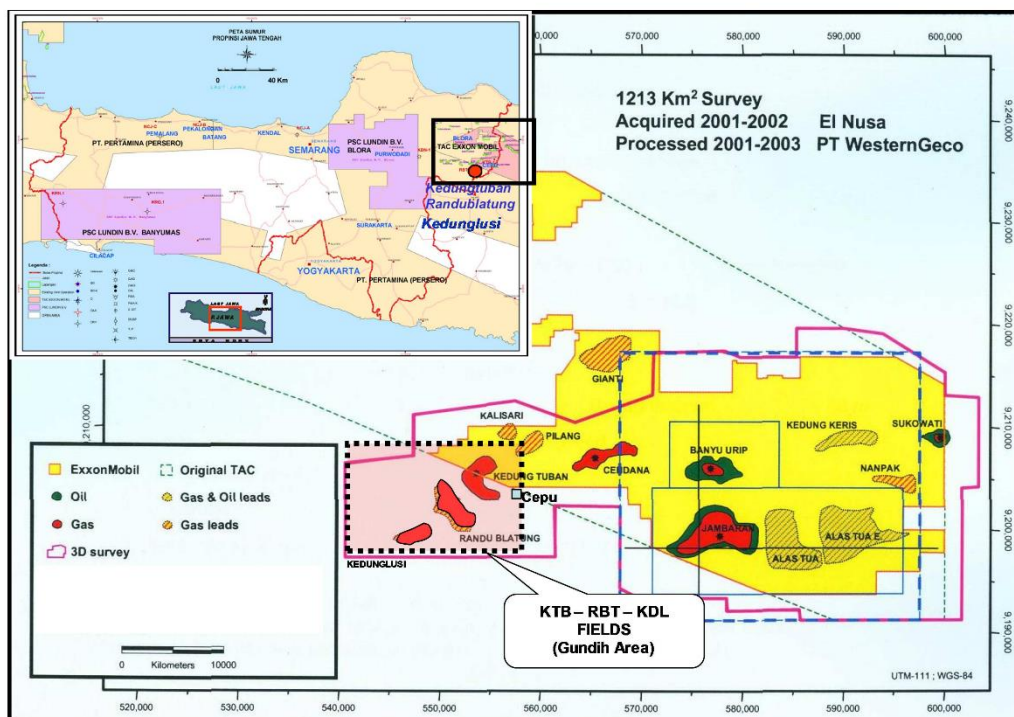 PETA SUMUR
PROPINSI JAWA TENGAH
0 40 Km
LAUT JAWA
PEMALANG
PEKALONGAN
BATANG
KENDAL
SEMARANG
PT. PERTAMINA (PERSERO)
PSC LUNDIN B.V.
BLORA
PURWODADI
BLORA
TAC EXXON MOBIL
Kedungtuban
Randublatung
Kedunglusi
SURAKARTA
PSC LUNDIN B.V. BANYUMAS
CILACAP
YOGYAKARTA
PT. PERTAMINA (PERSERO)
Legenda :
LAUT JAWA
P. JAWA
560,000 570,000 580,000 590,000 600,000
1213 Km² Survey
Acquired 2001-2002 El Nusa
Processed 2001-2003 PT WesternGeco
9,240,000
9,230,000
9,220,000
9,210,000
9,200,000
9,190,000
9,210,000
GIANTI
KALISARI
PILANG
KEDUNG TUBAN
CENDANA
BANYU URIP
KEDUNG KERIS
SUKOWATI
NANPAK
Cepu
RANDU BLATUNG
KEDUNGLUSI
JAMBARAN
ALAS TUA
ALAS TUA E.
ExxonMobil
Original TAC
Oil
Gas & Oil leads
Gas
Gas leads
3D survey
0 Kilometers 10000
KTB – RBT – KDL
FIELDS
(Gundih Area)
UTM-111 ; WGS-84
520,000 530,000 540,000 550,000 560,000 570,000 580,000 590,000 600,000